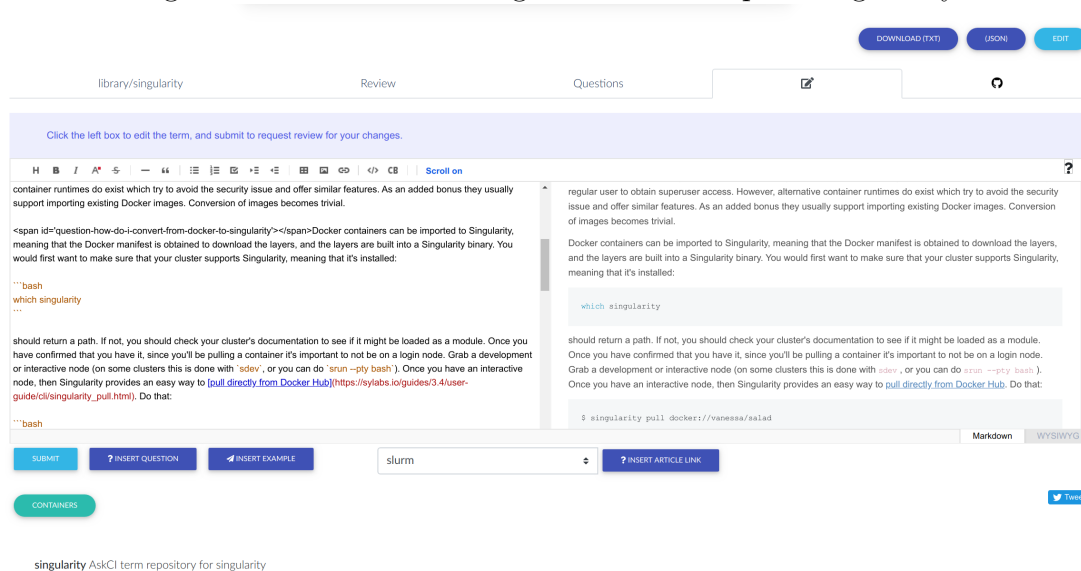 DOWNLOAD (TXT) (JSON) EDIT
library/singularity Review Questions
Click the left box to edit the term, and submit to request review for your changes.
H B I A S — “ CB Scroll on ?
container runtimes do exist which try to avoid the security issue and offer similar features. As an added bonus they usually
support importing existing Docker images. Conversion of images becomes trivial.
<span id='question-how-do-i-convert-from-docker-to-singularity'></span>Docker containers can be imported to Singularity,
meaning that the Docker manifest is obtained to download the layers, and the layers are built into a Singularity binary. You
would first want to make sure that your cluster supports Singularity, meaning that it's installed:
```bash
which singularity
```
should return a path. If not, you should check your cluster's documentation to see if it might be loaded as a module. Once you
have confirmed that you have it, since you'll be pulling a container it's important to not be on a login node. Grab a development
or interactive node (on some clusters this is done with `sdev`, or you can do `srun --pty bash`). Once you have an interactive
node, then Singularity provides an easy way to [pull directly from Docker Hub](https://sylabs.io/guides/3.4/user-
guide/cli/singularity_pull.html). Do that:
```bash
regular user to obtain superuser access. However, alternative container runtimes do exist which try to avoid the security
issue and offer similar features. As an added bonus they usually support importing existing Docker images. Conversion
of images becomes trivial.
Docker containers can be imported to Singularity, meaning that the Docker manifest is obtained to download the layers,
and the layers are built into a Singularity binary. You would first want to make sure that your cluster supports Singularity,
meaning that it's installed:
which singularity
should return a path. If not, you should check your cluster's documentation to see if it might be loaded as a module.
Once you have confirmed that you have it, since you'll be pulling a container it's important to not be on a login node.
Grab a development or interactive node (on some clusters this is done with sdev , or you can do srun --pty bash ).
Once you have an interactive node, then Singularity provides an easy way to pull directly from Docker Hub. Do that:
$ singularity pull docker://vanessa/salad
Markdown WYSIWYG
SUBMIT ? INSERT QUESTION INSERT EXAMPLE slurm ? INSERT ARTICLE LINK
CONTAINERS
singularity AskCI term repository for singularity